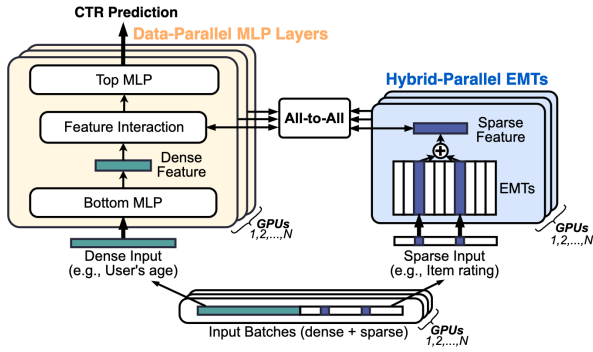 CTR Prediction
Data-Parallel MLP Layers
Top MLP
Feature Interaction
Dense
Feature
Bottom MLP
GPUs
1,2,...,N
Dense Input
(e.g., User's age)
All-to-All
Hybrid-Parallel EMTs
Sparse
Feature
EMTs
GPUs
1,2,...,N
Sparse Input
(e.g., Item rating)
Input Batches (dense + sparse)
GPUs
1,2,...,N